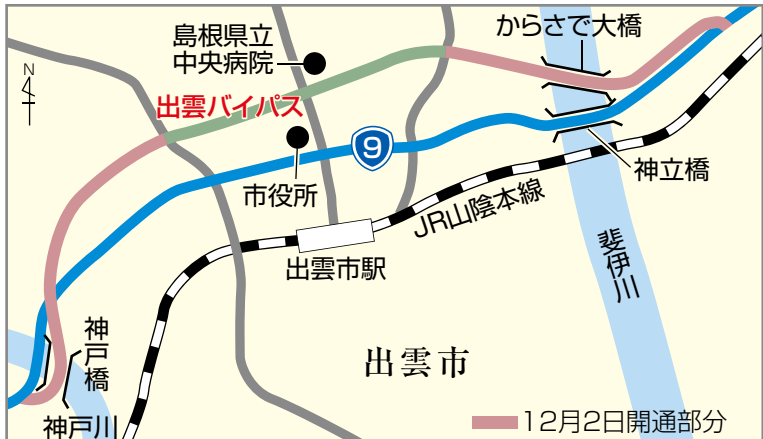 島根県立
中央病院
からさで大橋
N
出雲バイパス
9
市役所
神立橋
JR山陰本線
出雲市駅
斐伊川
神戸橋
出雲市
神戸川
12月2日開通部分